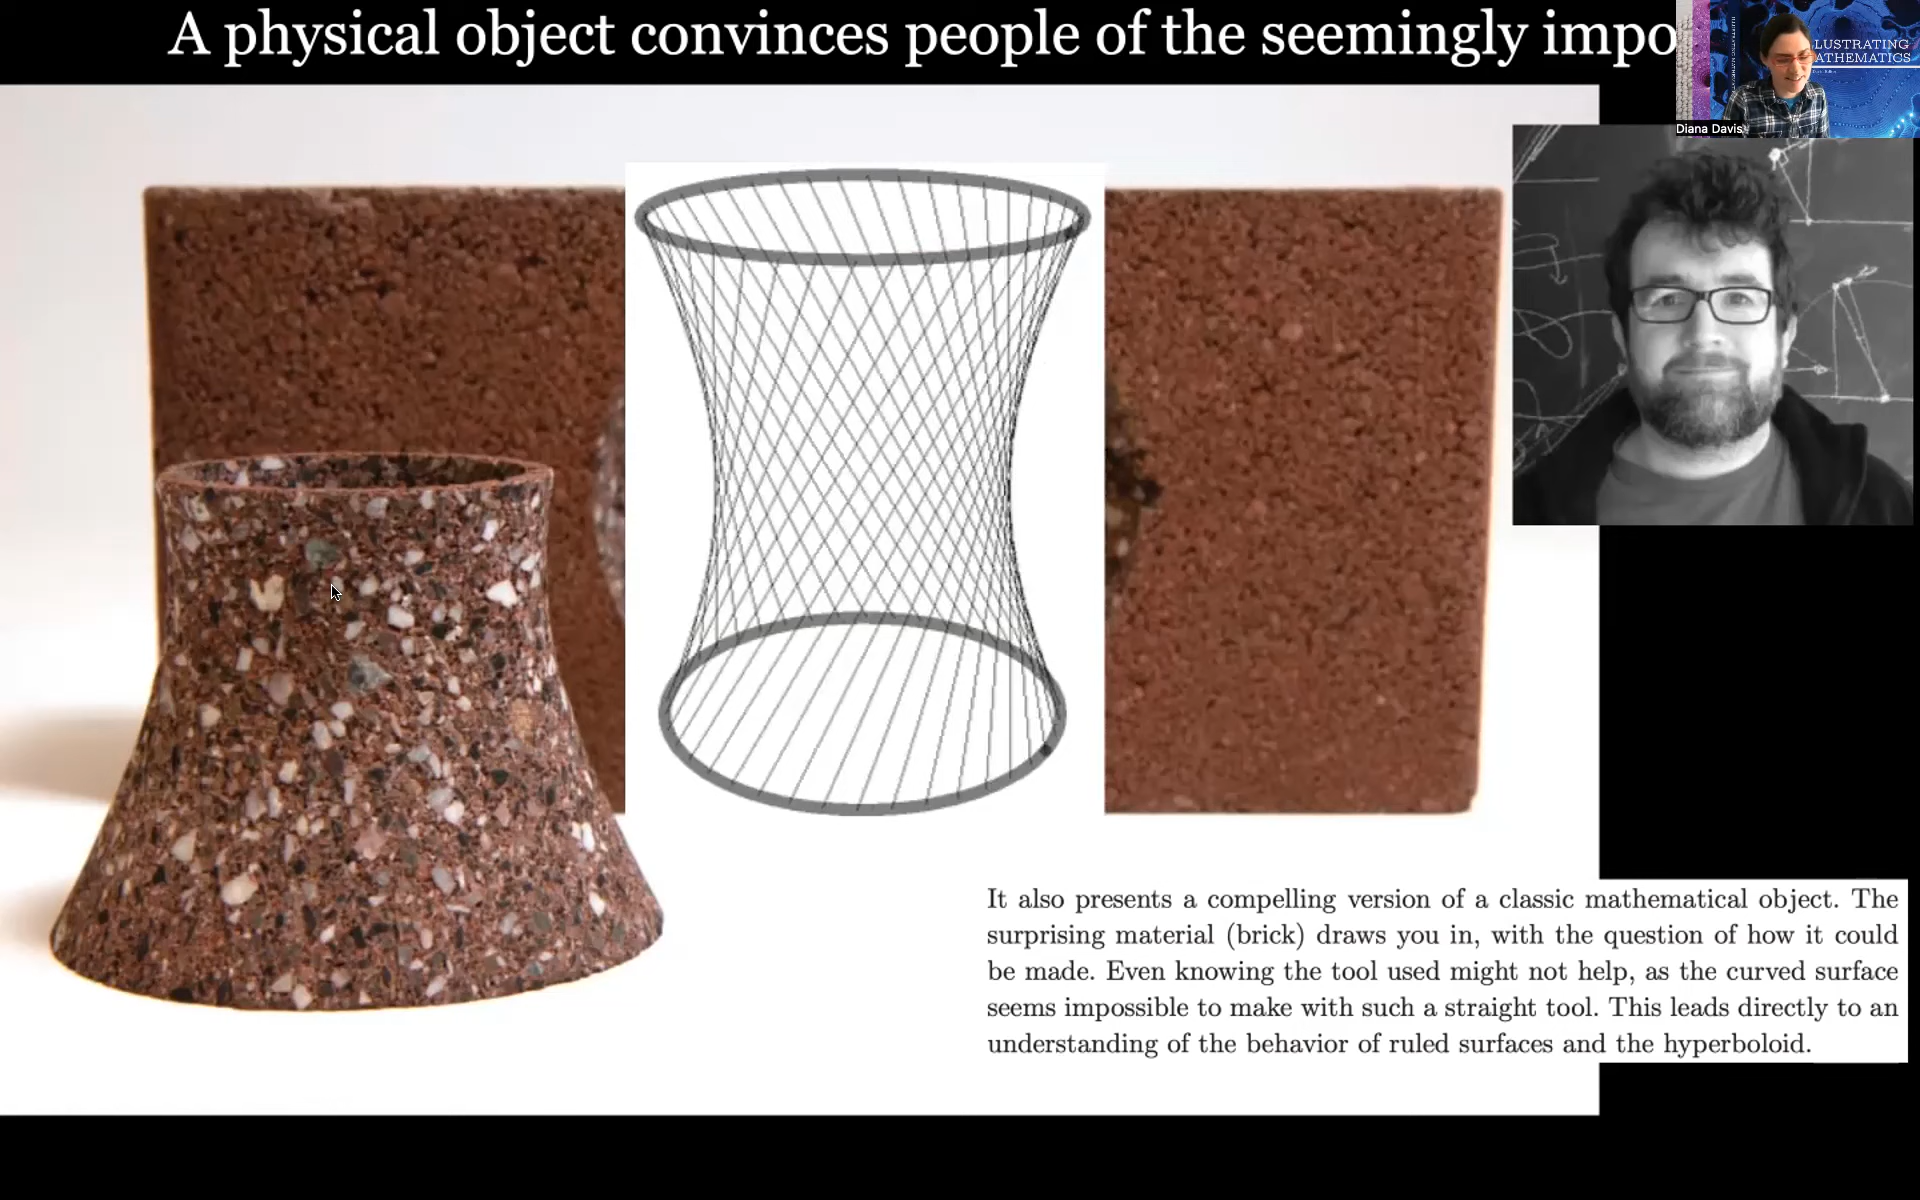 A physical object convinces people of the seemingly impo
LUSTRATING
ATHEMATICS
Diana Davis
It also presents a compelling version of a classic mathematical object. The
surprising material (brick) draws you in, with the question of how it could
be made. Even knowing the tool used might not help, as the curved surface
seems impossible to make with such a straight tool. This leads directly to an
understanding of the behavior of ruled surfaces and the hyperboloid.